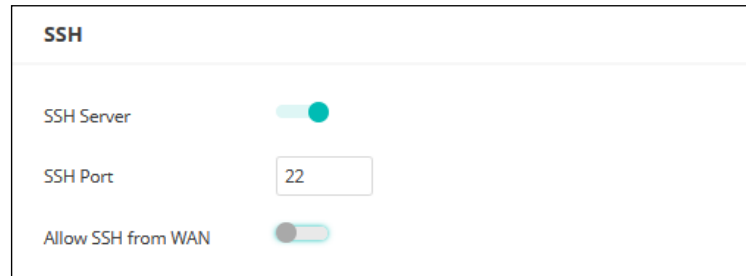 SSH
SSH Server
SSH Port 22
Allow SSH from WAN